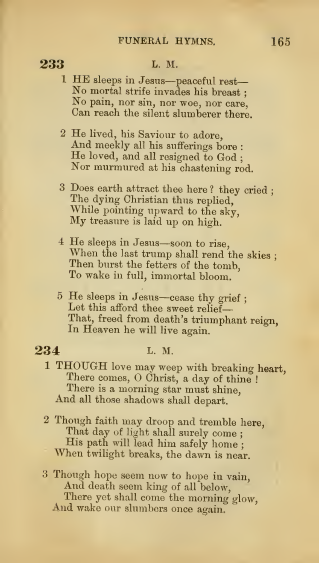 FUNERAL HYMNS. 165
233 L. M.
1 HE sleeps in Jesus—peaceful rest—
No mortal strife invades his breast ;
No pain, nor sin, nor woe, nor care,
Can reach the silent slumberer there.
2 He lived, his Saviour to adore,
And meekly all his sufferings bore :
He loved, and all resigned to God ;
Nor murmured at his chastening rod.
3 Does earth attract thee here ? they cried ;
The dying Christian thus replied,
While pointing upward to the sky,
My treasure is laid up on high.
4 He sleeps in Jesus—soon to rise,
When the last trump shall rend the skies ;
Then burst the fetters of the tomb,
To wake in full, immortal bloom.
5 He sleeps in Jesus—cease thy grief ;
Let this afford thee sweet relief—
That, freed from death's triumphant reign,
In Heaven he will live again.
234 L. M.
1 THOUGH love may weep with breaking heart,
There comes, O Christ, a day of thine !
There is a morning star must shine,
And all those shadows shall depart.
2 Though faith may droop and tremble here,
That day of light shall surely come ;
His path will lead him safely home ;
When twilight breaks, the dawn is near.
3 Though hope seem now to hope in vain,
And death seem king of all below,
There yet shall come the morning glow,
And wake our slumbers once again.